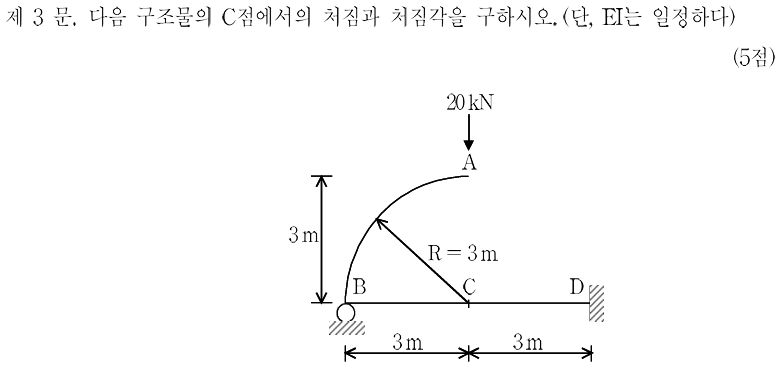 제 3 문. 다음 구조물의 C점에서의 처짐과 처짐각을 구하시오.(단, EI는 일정하다)
(5점)
20kN
A
3m
R = 3m
B
C
D
3m
3m